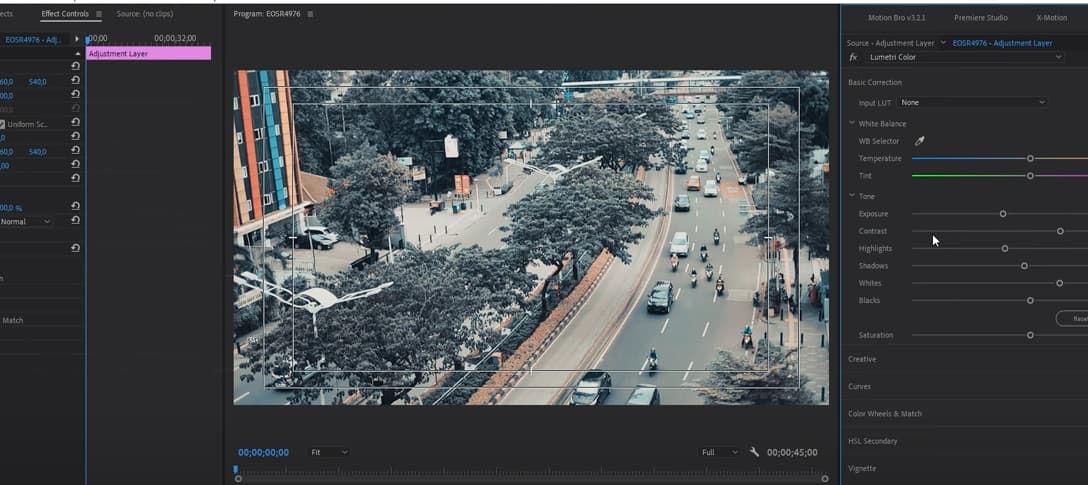 ects
Effect Controls
Source: (no clips)
EOSR4976 - Adj...
00;00
00;00;32;00
Adjustment Layer
60,0
540,0
00,0
Uniform Sc...
60,0
540,0
00,0 %
Normal
Match
Program: EOSR4976
00;00;00;00
Fit
Full
00;00;45;00
Motion Bro v3.2.1
Premiere Studio
X-Motion
Source - Adjustment Layer
EOSR4976 - Adjustment Layer
fx
Lumetri Color
Basic Correction
Input LUT
None
White Balance
WB Selector
Temperature
Tint
Tone
Exposure
Contrast
Highlights
Shadows
Whites
Blacks
Rese
Saturation
Creative
Curves
Color Wheels & Match
HSL Secondary
Vignette